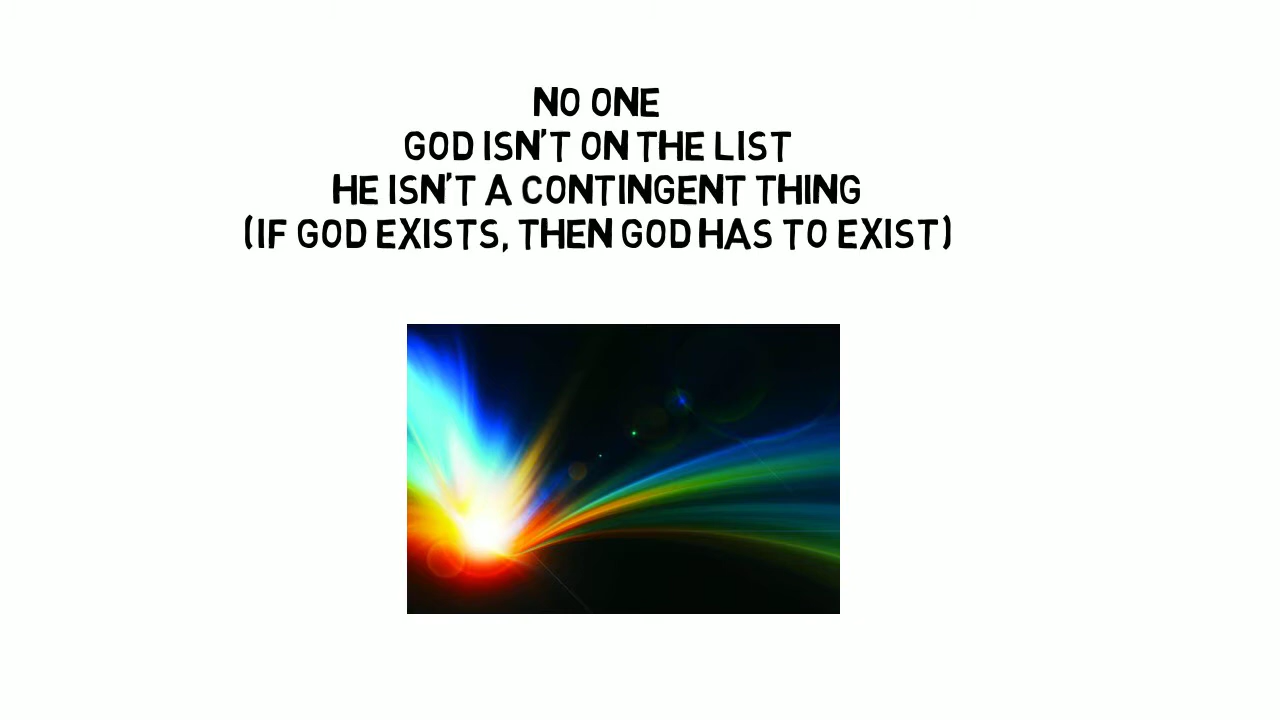 NO ONE
GOD ISN'T ON THE LIST
HE ISN'T A CONTINGENT THING
(IF GOD EXISTS, THEN GOD HAS TO EXIST)